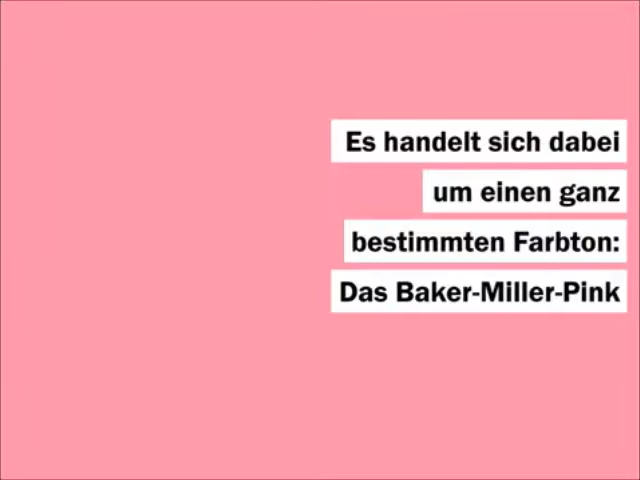 Es handelt sich dabei
um einen ganz
bestimmten Farbton:
Das Baker-Miller-Pink